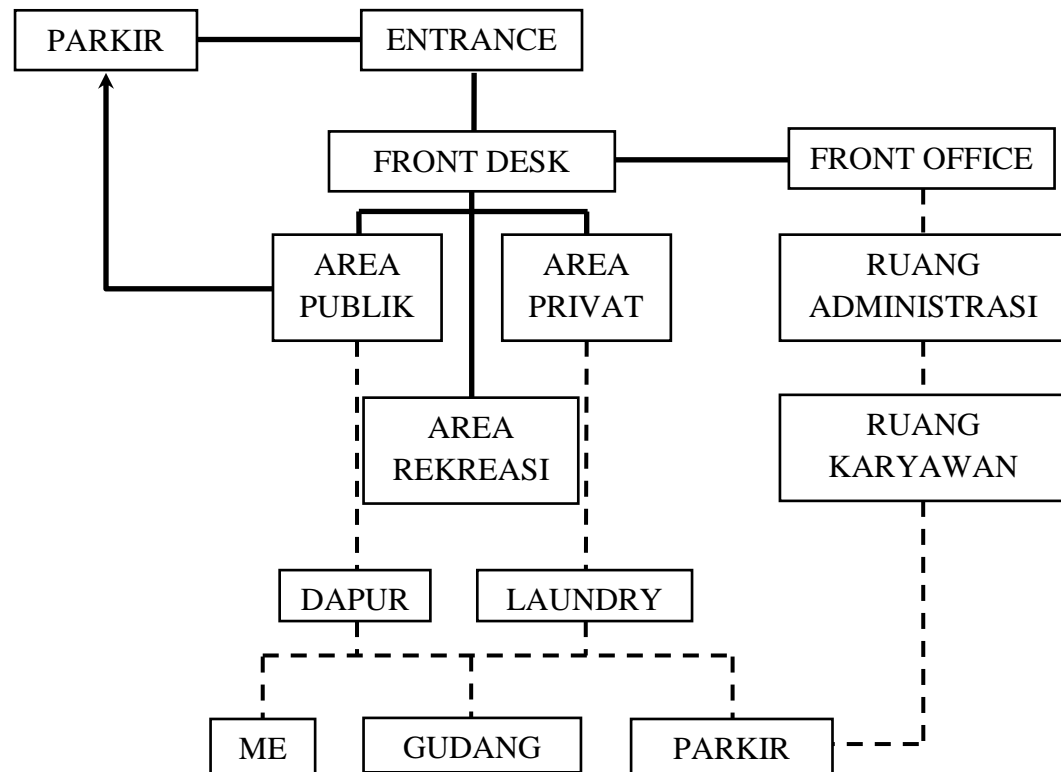 PARKIR
ENTRANCE
FRONT DESK
FRONT OFFICE
AREA
PUBLIK
AREA
PRIVAT
RUANG
ADMINISTRASI
AREA
REKREASI
RUANG
KARYAWAN
DAPUR
LAUNDRY
ME
GUDANG
PARKIR